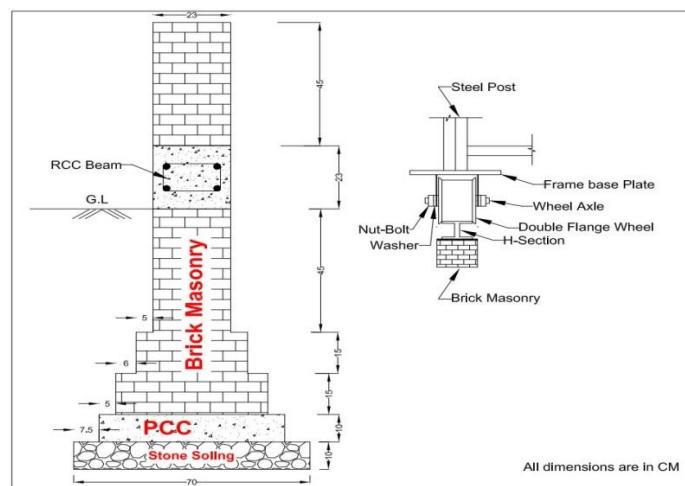 23
45
RCC Beam
23
G.L
45
Brick Masonry
5
15
6
15
5
PCC
7.5
10
Stone Soling
10
70
Steel Post
Frame base Plate
Wheel Axle
Nut-Bolt
Double Flange Wheel
Washer
H-Section
Brick Masonry
All dimensions are in CM